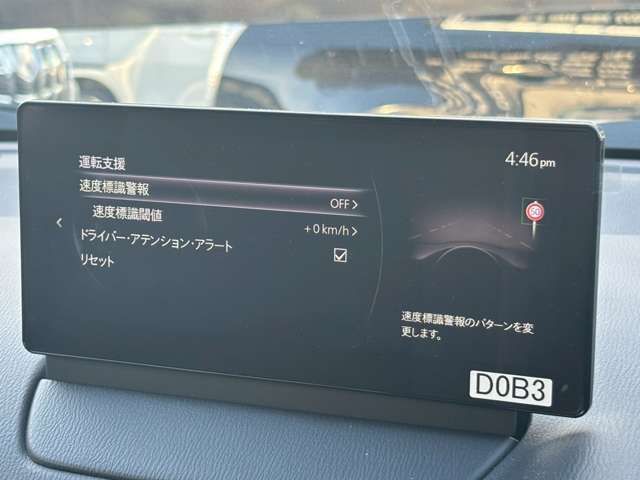 運転支援
4:46 pm
速度標識警報 OFF
速度標識閾値 +0 km/h
ドライバー・アテンション・アラート
リセット
50
速度標識警報のパターンを変
更します。
D0B3